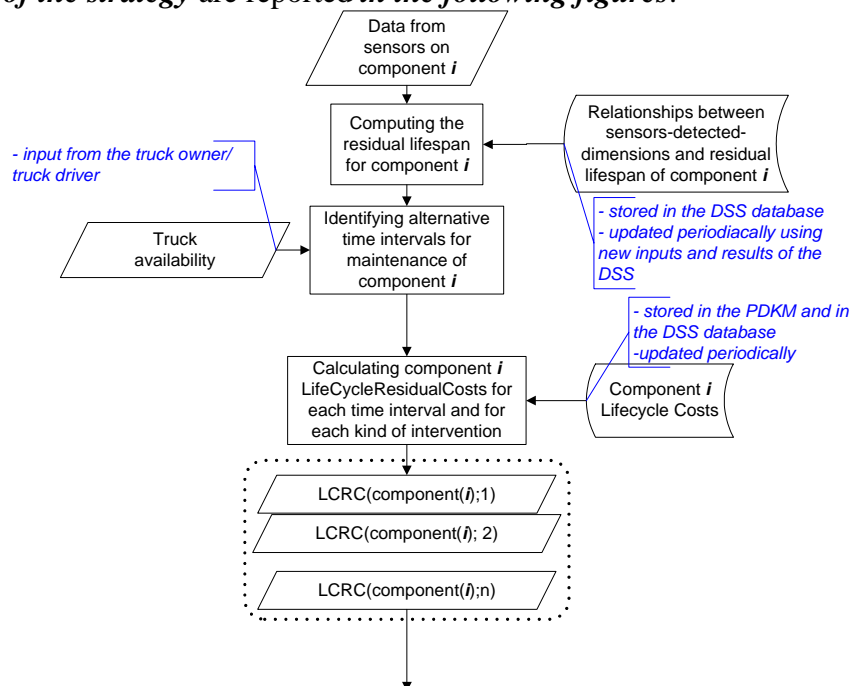 of the strategy are reported in the following figures:
Data from
sensors on
component i
Computing the
residual lifespan
for component i
Relationships between
sensors-detected-
dimensions and residual
lifespan of component i
- input from the truck owner/
truck driver
- stored in the DSS database
- updated periodiacally using
new inputs and results of the
DSS
Truck
availability
Identifying alternative
time intervals for
maintenance of
component i
- stored in the PDKM and in
the DSS database
-updated periodically
Calculating component i
LifeCycleResidualCosts for
each time interval and for
each kind of intervention
Component i
Lifecycle Costs
LCRC(component(i);1)
LCRC(component(i); 2)
LCRC(component(i);n)